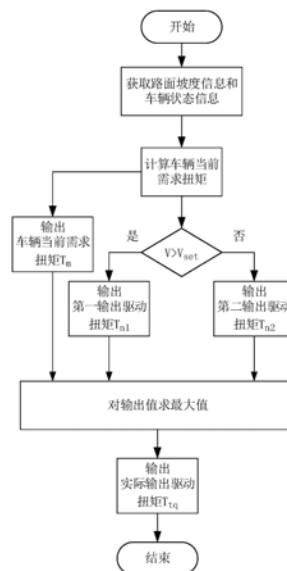 开始
获取路面坡度信息和
车辆状态信息
计算车辆当前
需求扭矩
输出
车辆当前需求
扭矩Tm
是
V>Vset
否
输出
第一输出驱动
扭矩Tn1
输出
第二输出驱动
扭矩Tn2
对输出值求最大值
输出
实际输出驱动
扭矩Ttq
结束